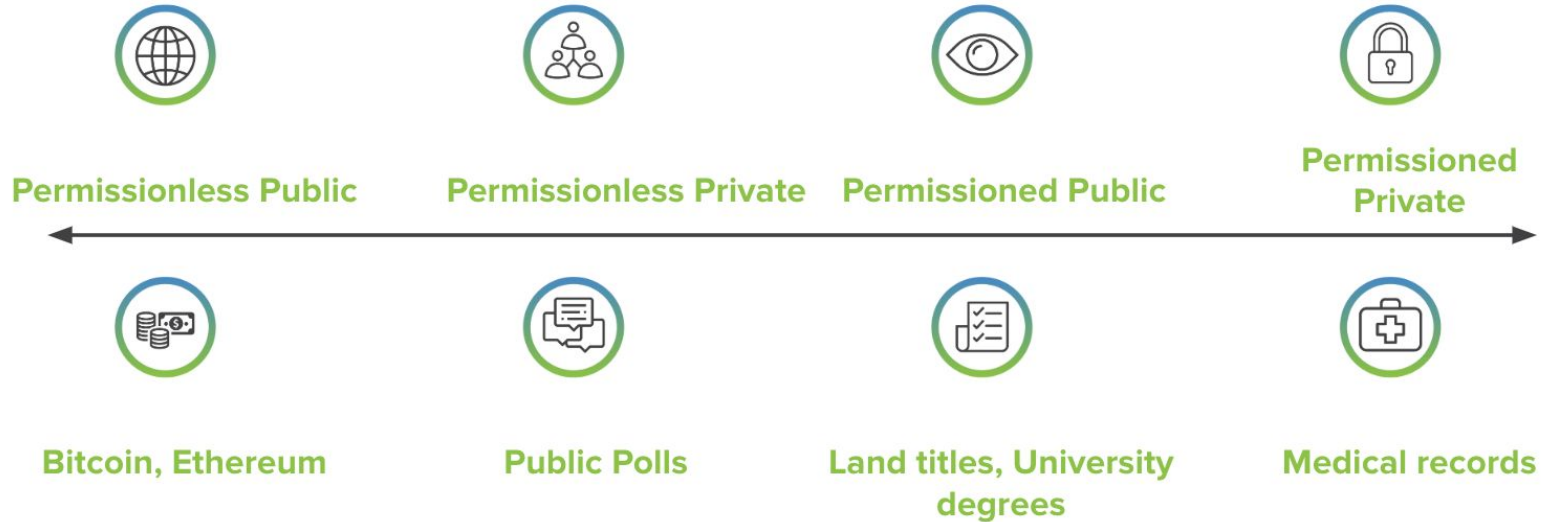 Permissionless Public
Permissionless Private
Permissioned Public
Permissioned
Private
Bitcoin, Ethereum
Public Polls
Land titles, University
degrees
Medical records